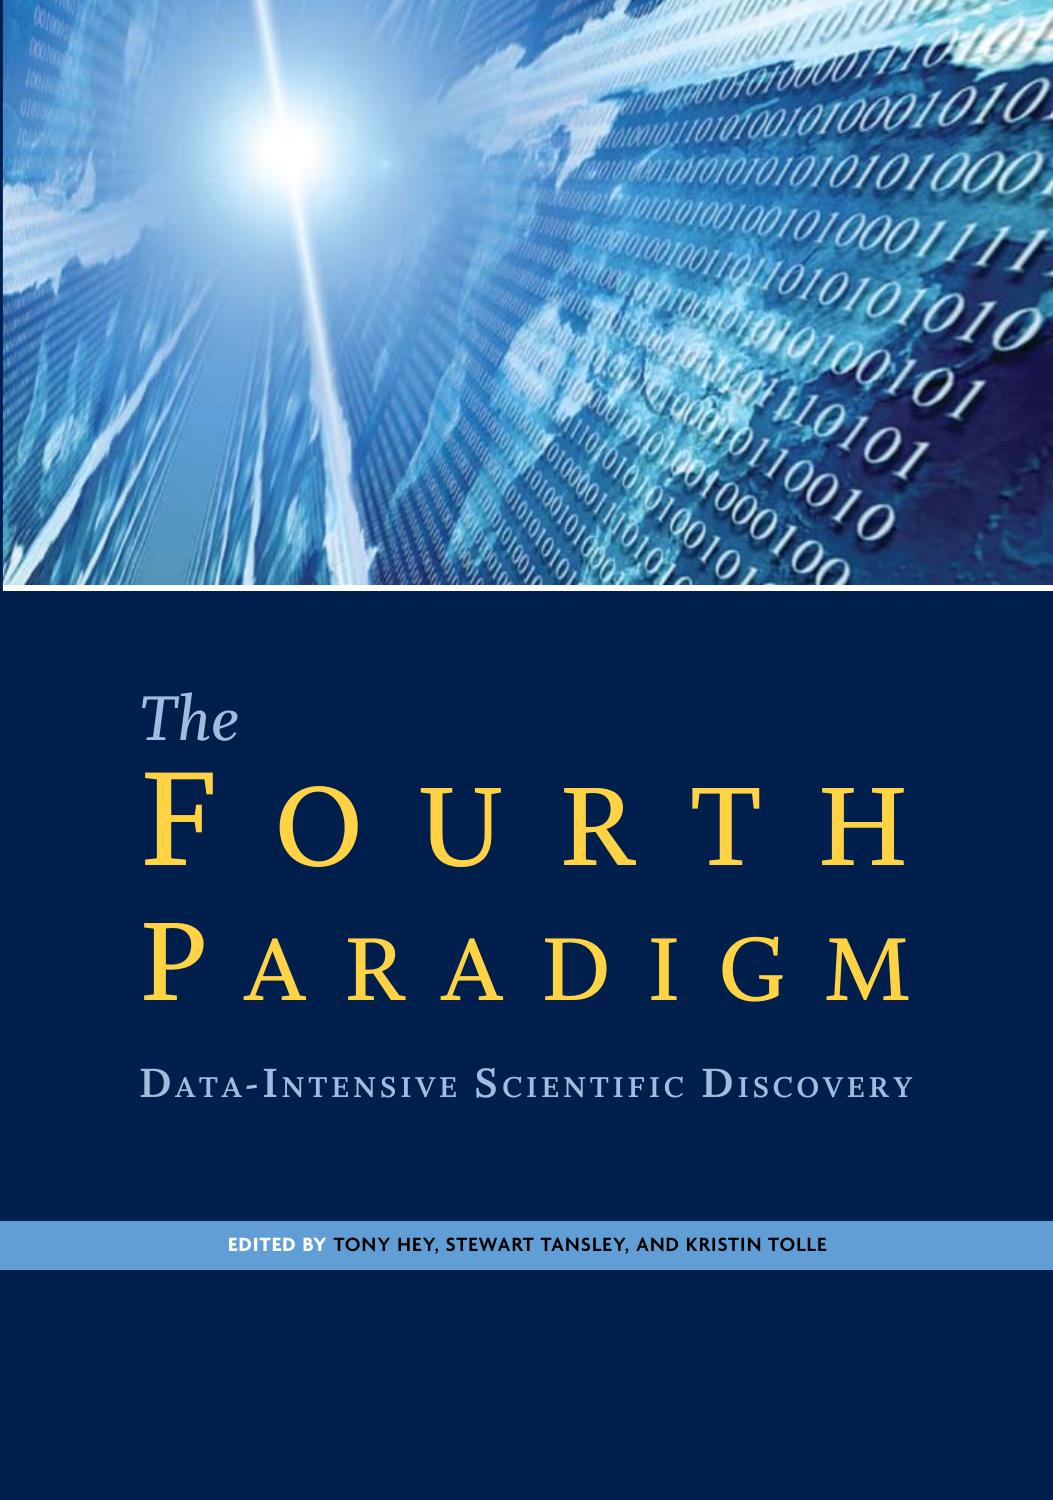 The
FOURTH
PARADIGM
DATA-INTENSIVE SCIENTIFIC DISCOVERY
EDITED BY TONY HEY, STEWART TANSLEY, AND KRISTIN TOLLE